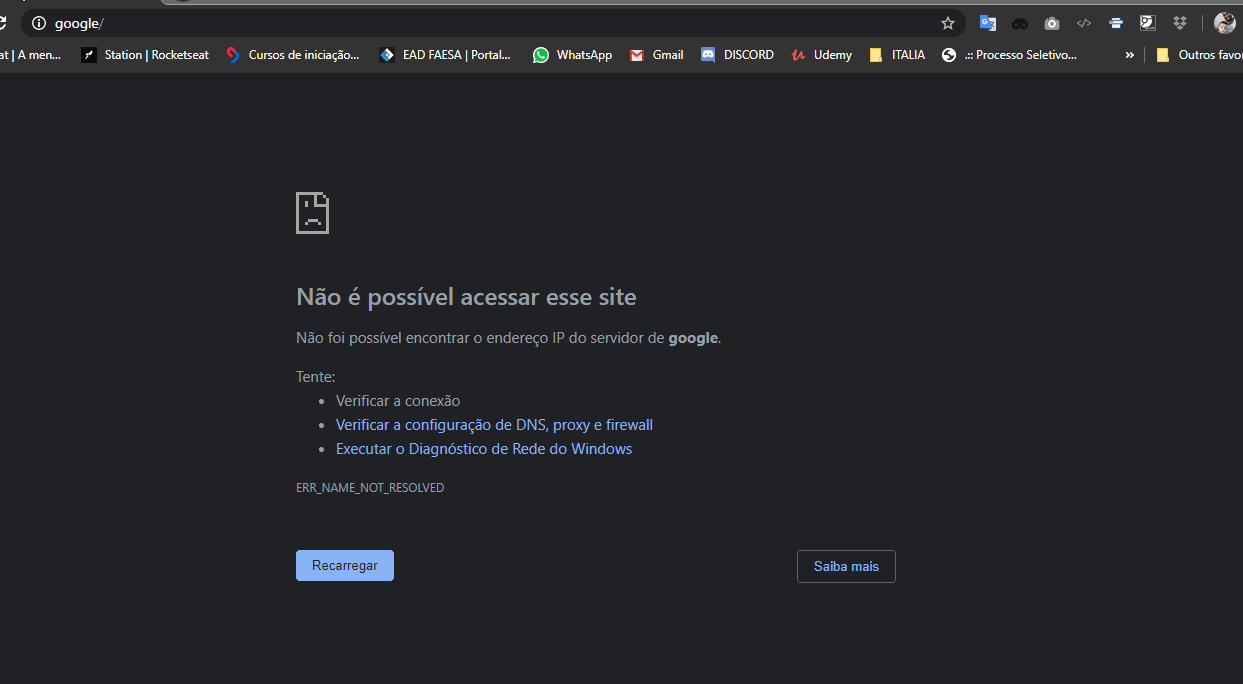 google/
at | A men... Station | Rocketseat Cursos de iniciação... EAD FAESA | Portal... WhatsApp Gmail DISCORD Udemy ITALIA .:: Processo Seletivo... » Outros favor
Não é possível acessar esse site
Não foi possível encontrar o endereço IP do servidor de google.
Tente:
• Verificar a conexão
• Verificar a configuração de DNS, proxy e firewall
• Executar o Diagnóstico de Rede do Windows
ERR_NAME_NOT_RESOLVED
Recarregar Saiba mais